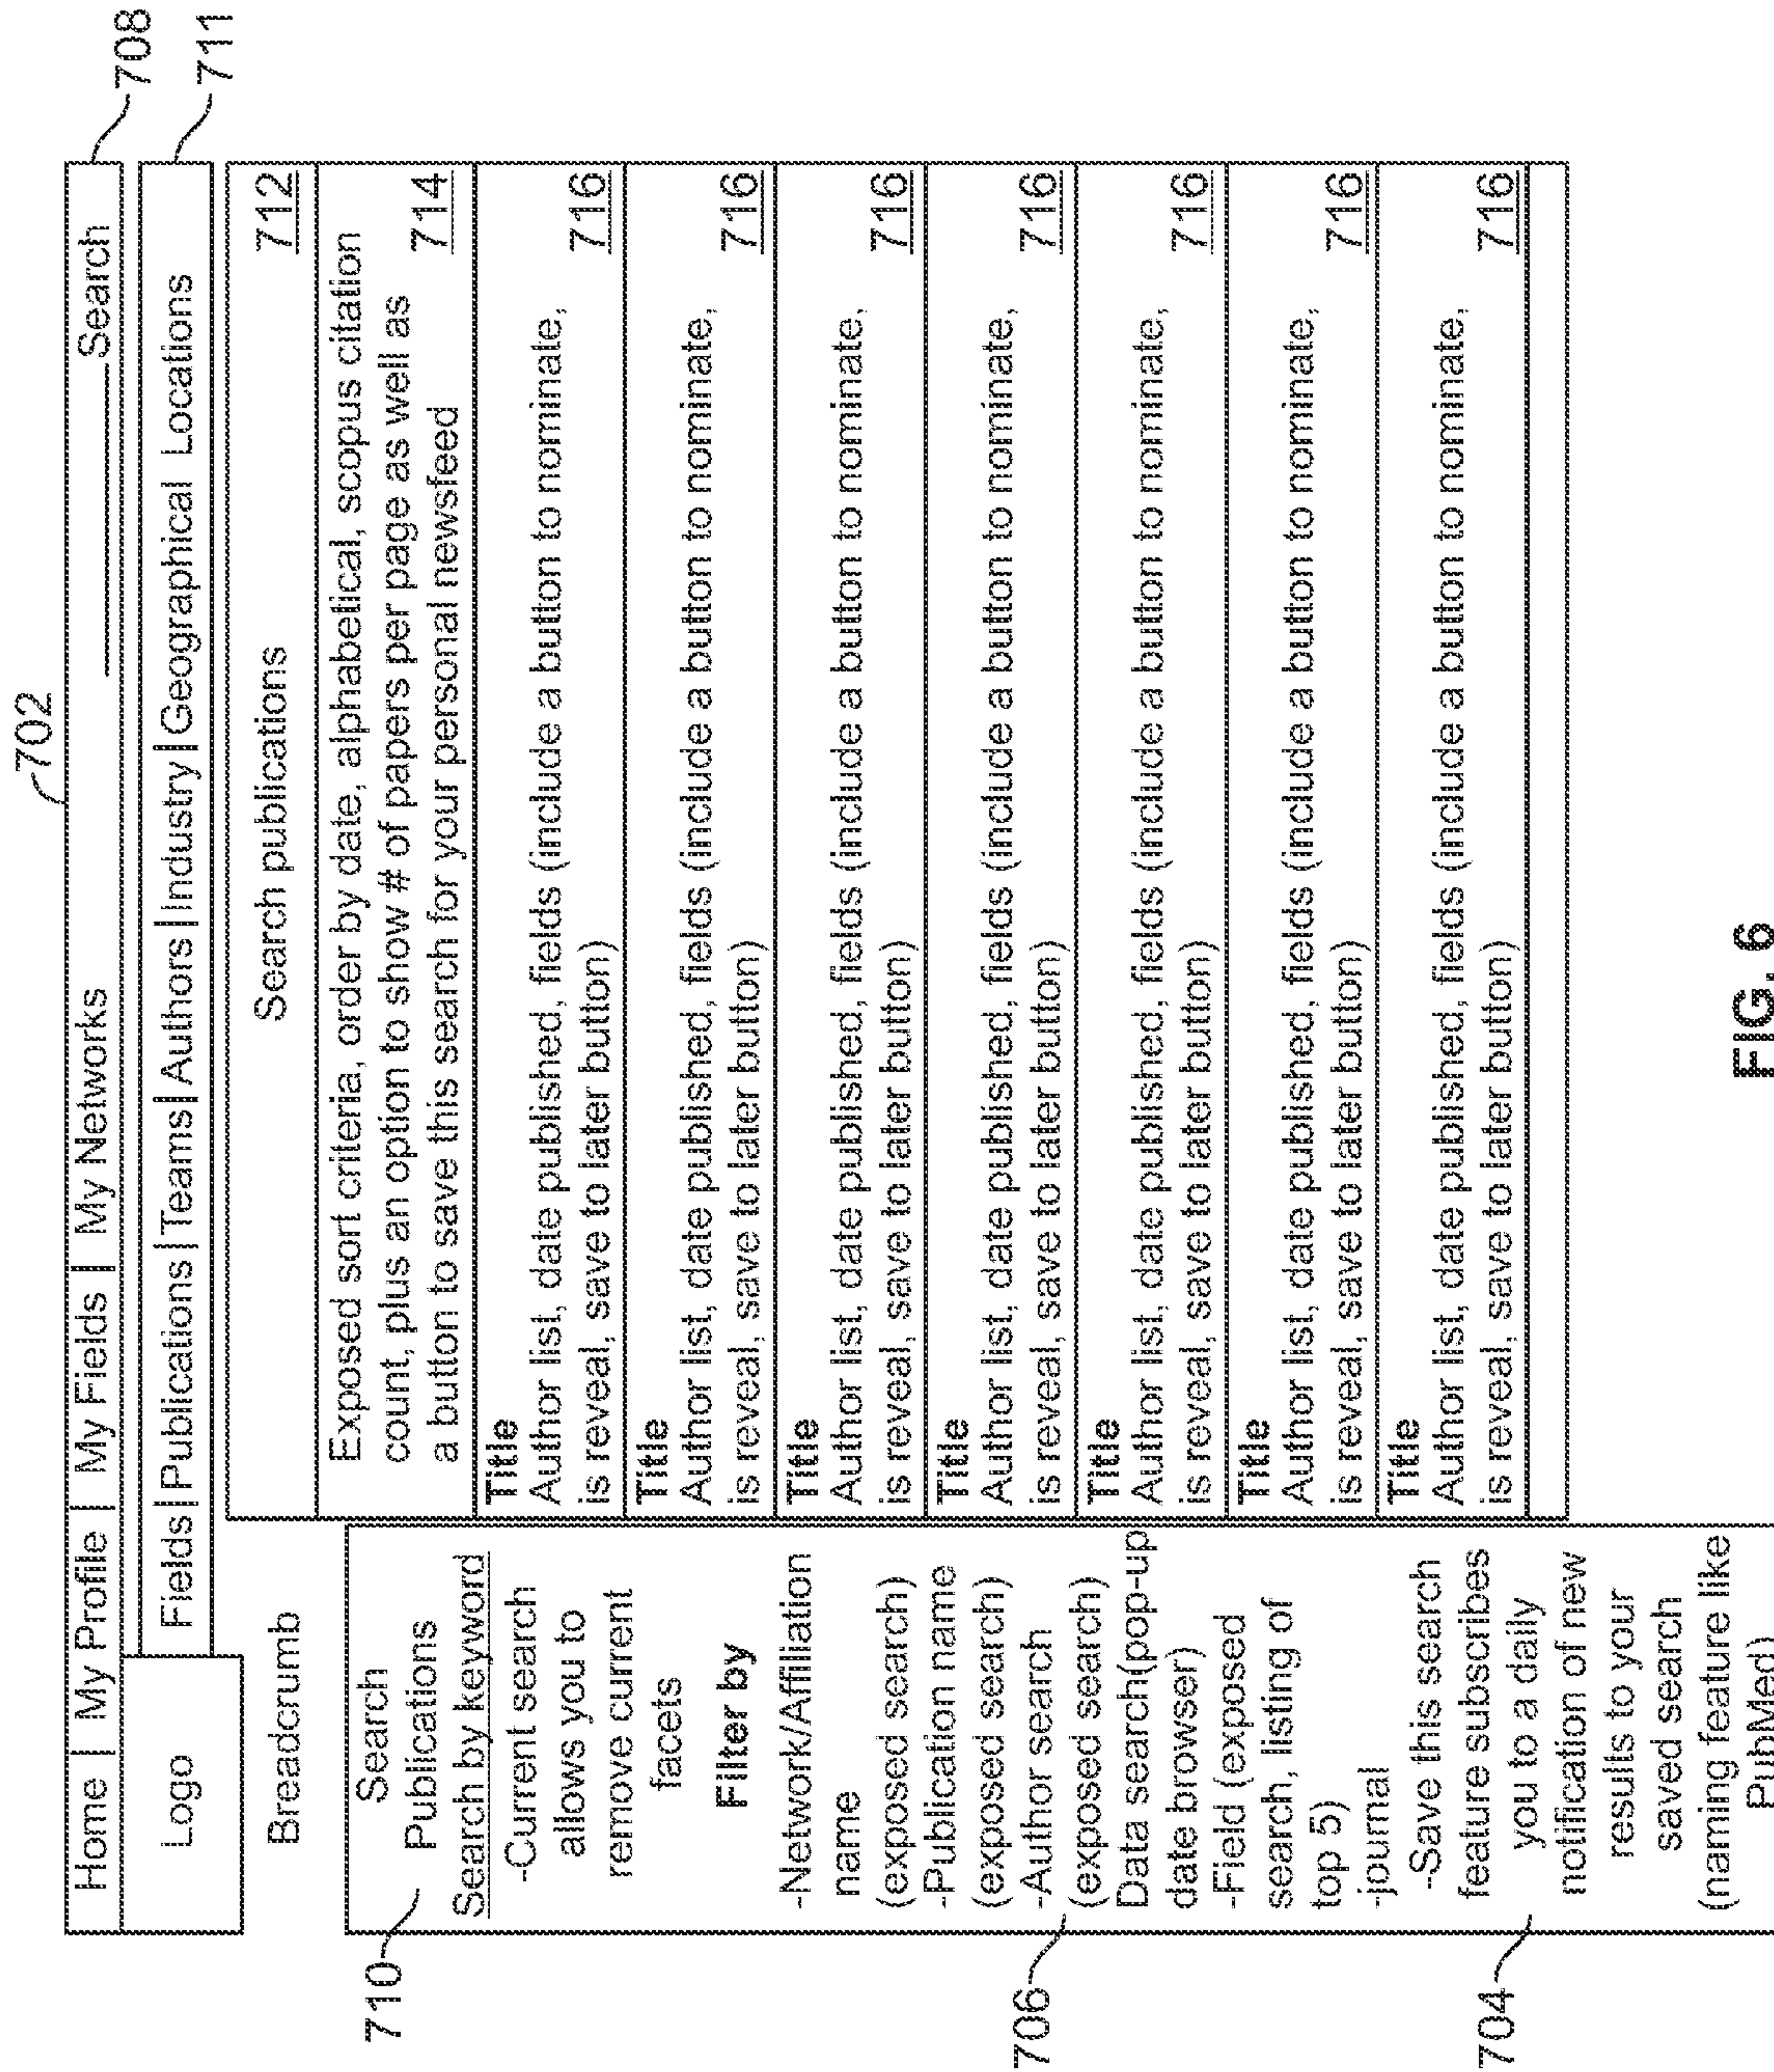 702
Home | My Profile | My Fields | My Networks Search
708
Logo
Fields|Publications|Teams|Authors|Industry|Geographical Locations
711
Breadcrumb
710
Search
Publications
Search by keyword
-Current search
allows you to
remove current
facets
Filter by
-Network/Affiliation
name
(exposed search)
-Publication name
(exposed search)
-Author search
(exposed search)
Data search(pop-up
date browser)
-Field (exposed
search, listing of
top 5)
-journal
706
-Save this search
feature subscribes
you to a daily
notification of new
results to your
saved search
(naming feature like
PubMed)
704
Search publications 712
Exposed sort criteria, order by date, alphabetical, scopus citation
count, plus an option to show # of papers per page as well as
a button to save this search for your personal newsfeed 714
Title
Author list, date published, fields (include a button to nominate,
is reveal, save to later button) 716
Title
Author list, date published, fields (include a button to nominate,
is reveal, save to later button) 716
Title
Author list, date published, fields (include a button to nominate,
is reveal, save to later button) 716
Title
Author list, date published, fields (include a button to nominate,
is reveal, save to later button) 716
Title
Author list, date published, fields (include a button to nominate,
is reveal, save to later button) 716
Title
Author list, date published, fields (include a button to nominate,
is reveal, save to later button) 716
Title
Author list, date published, fields (include a button to nominate,
is reveal, save to later button) 716
FIG. 6